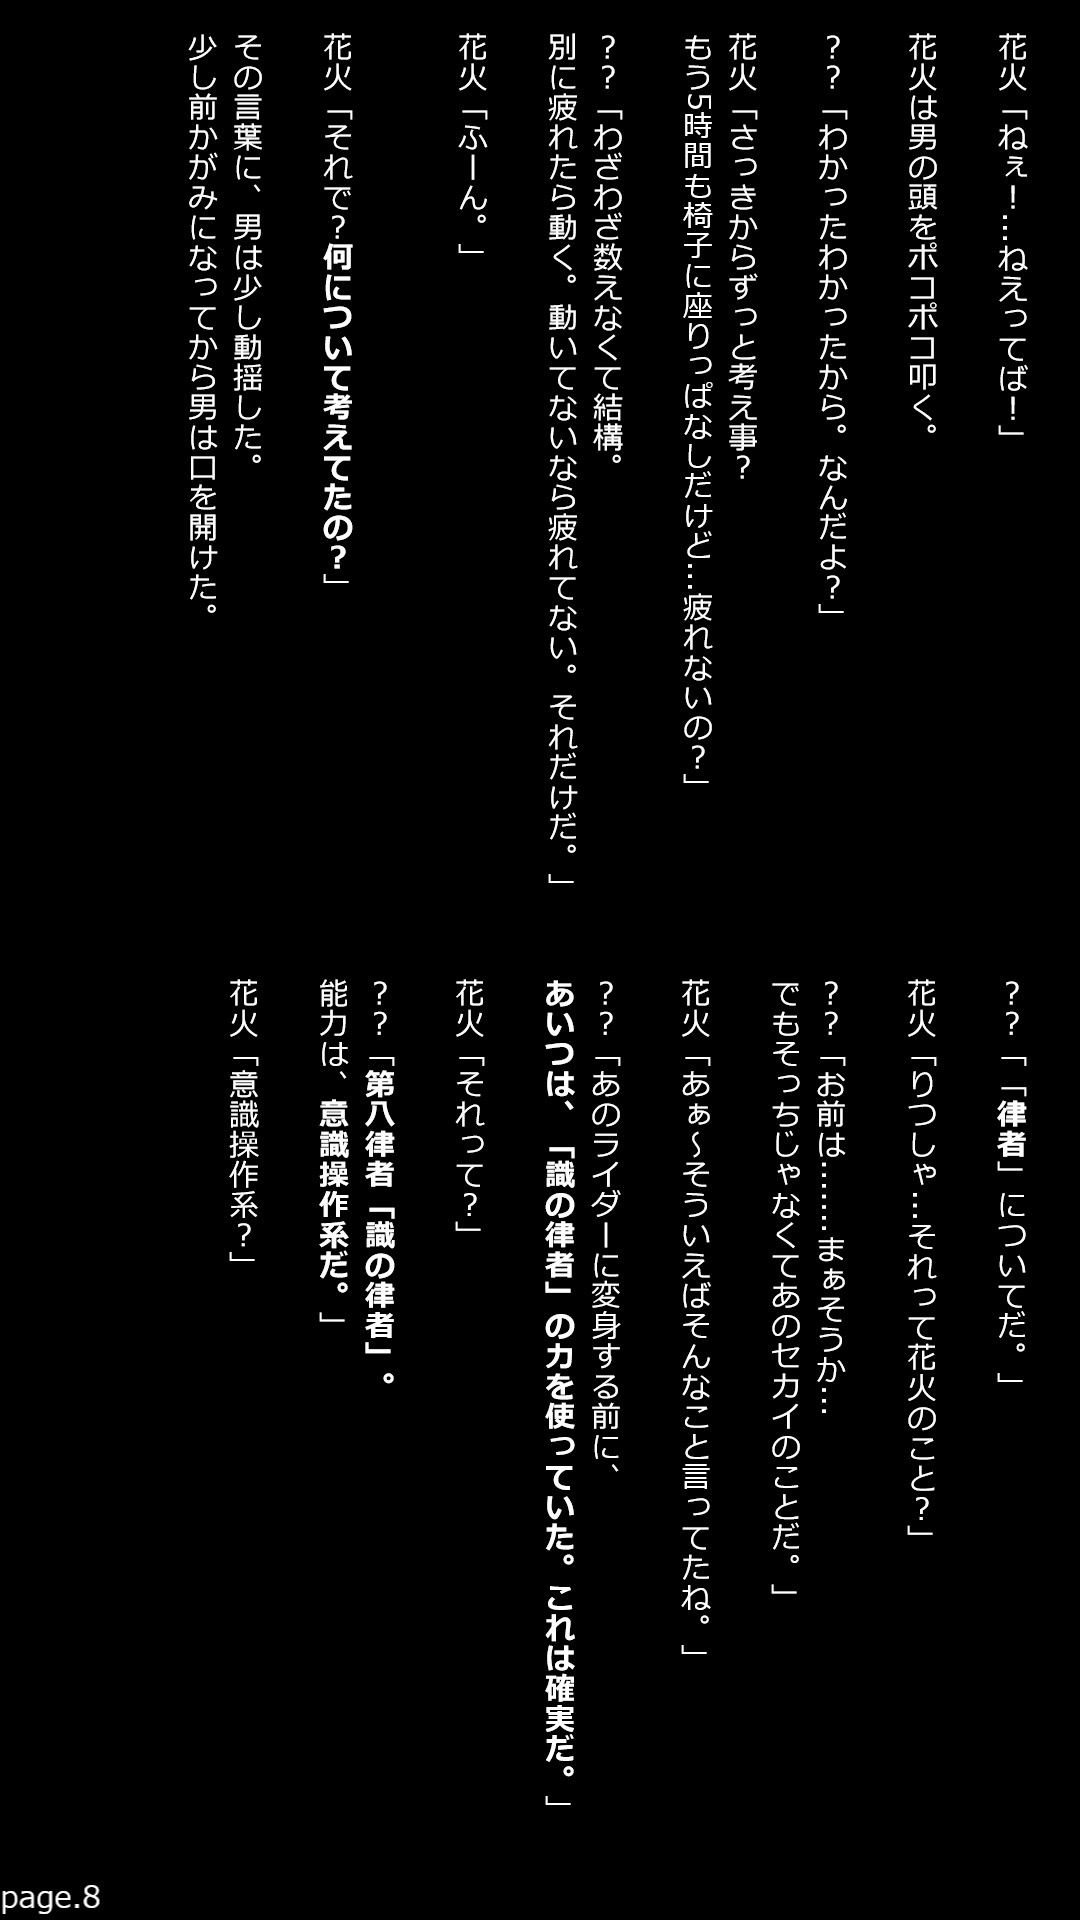 花火「ねぇ！…ねえってば！」
花火は男の頭をポコポコ叩く。
？？「わかったわかったから。なんだよ？」
花火「さっきからずっと考え事？
もう5時間も椅子に座りっぱなしだけど…疲れないの？」
？？「わざわざ数えなくて結構。
別に疲れたら動く。動いてないなら疲れてない。それだけだ。」
花火「ふーん。」
花火「それで？何について考えてたの？」
その言葉に、男は少し動揺した。
少し前かがみになってから男は口を開けた。
？？「「律者」についてだ。」
花火「りつしゃ…それって花火のこと？」
？？「お前は……まぁそうか…
でもそっちじゃなくてあのセカイのことだ。」
花火「あぁ～そういえばそんなこと言ってたね。」
？？「あのライダーに変身する前に、
あいつは、「識の律者」の力を使っていた。これは確実だ。」
花火「それって？」
？？「第八律者「識の律者」。
能力は、意識操作系だ。」
花火「意識操作系？」
page.8